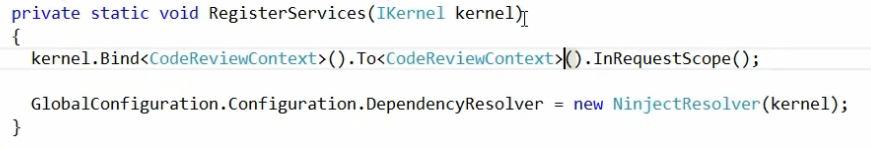 private static void RegisterServices(IKernel kernel)
{
kernel.Bind<CodeReviewContext>().To<CodeReviewContext>().InRequestScope();
GlobalConfiguration.Configuration.DependencyResolver = new NinjectResolver(kernel);
}